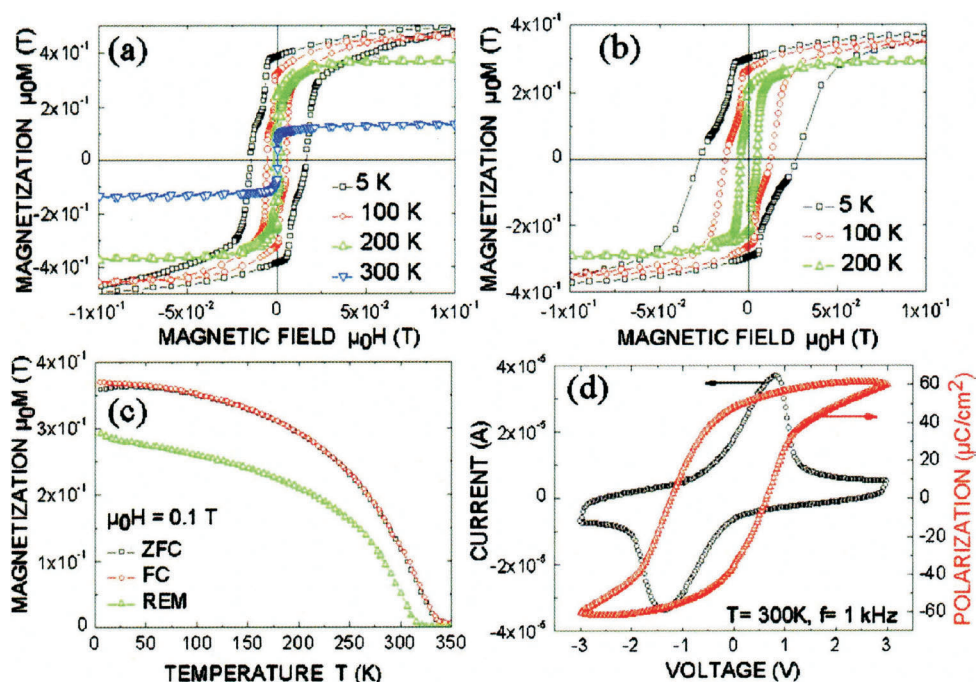 (a)
MAGNETIZATION μ₀M (T)
4x10⁻¹
2x10⁻¹
0
-2x10⁻¹
-4x10⁻¹
5 K
100 K
200 K
300 K
-1x10⁻¹ -5x10⁻² 0 5x10⁻² 1x10⁻¹
MAGNETIC FIELD μ₀H (T)
(b)
MAGNETIZATION μ₀M (T)
4x10⁻¹
2x10⁻¹
0
-2x10⁻¹
-4x10⁻¹
5 K
100 K
200 K
-1x10⁻¹ -5x10⁻² 0 5x10⁻² 1x10⁻¹
MAGNETIC FIELD μ₀H (T)
(c)
MAGNETIZATION μ₀M (T)
4x10⁻¹
3x10⁻¹
2x10⁻¹
1x10⁻¹
0
μ₀H = 0.1 T
ZFC
FC
REM
0 50 100 150 200 250 300 350
TEMPERATURE T (K)
(d)
CURRENT (A)
4x10⁻⁶
2x10⁻⁶
0
-2x10⁻⁶
-4x10⁻⁶
60
40
20
0
-20
-40
-60
POLARIZATION (μC/cm²)
T= 300K, f= 1 kHz
-3 -2 -1 0 1 2 3
VOLTAGE (V)